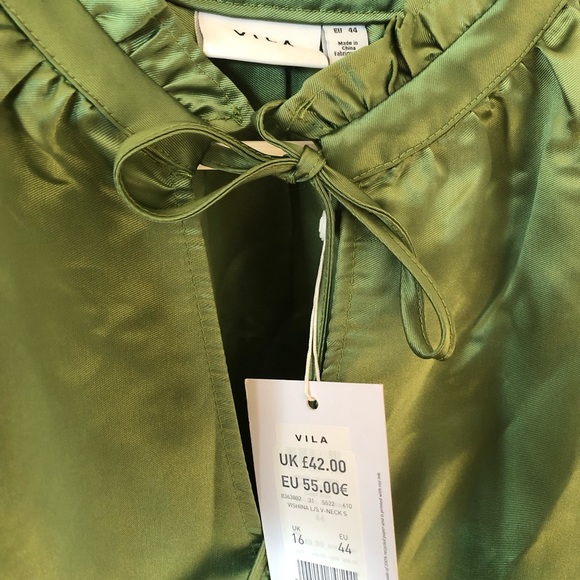 VILA
EU 44
Made in
China
VILA
UK £42.00
EU 55.00€
VISHINA L/S V-NECK S
UK EU
16 44